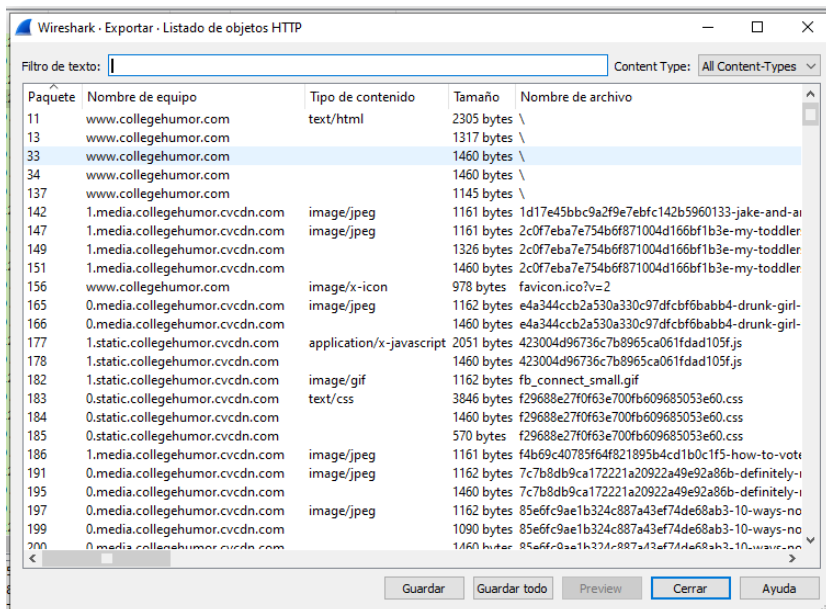 Wireshark · Exportar · Listado de objetos HTTP
Filtro de texto: Content Type: All Content-Types
Paquete Nombre de equipo Tipo de contenido Tamaño Nombre de archivo
11 www.collegehumor.com text/html 2305 bytes \
13 www.collegehumor.com 1317 bytes \
33 www.collegehumor.com 1460 bytes \
34 www.collegehumor.com 1460 bytes \
137 www.collegehumor.com 1145 bytes \
142 1.media.collegehumor.cvcdn.com image/jpeg 1161 bytes 1d17e45bbc9a2f9e7ebfc142b5960133-jake-and-a
147 1.media.collegehumor.cvcdn.com image/jpeg 1161 bytes 2c0f7eba7e754b6f871004d166bf1b3e-my-toddler
149 1.media.collegehumor.cvcdn.com 1326 bytes 2c0f7eba7e754b6f871004d166bf1b3e-my-toddler
151 1.media.collegehumor.cvcdn.com 1460 bytes 2c0f7eba7e754b6f871004d166bf1b3e-my-toddler
156 www.collegehumor.com image/x-icon 978 bytes favicon.ico?v=2
165 0.media.collegehumor.cvcdn.com image/jpeg 1162 bytes e4a344ccb2a530a330c97dfcbf6babb4-drunk-girl-
166 0.media.collegehumor.cvcdn.com 1460 bytes e4a344ccb2a530a330c97dfcbf6babb4-drunk-girl-
177 1.static.collegehumor.cvcdn.com application/x-javascript 2051 bytes 423004d96736c7b8965ca061fdad105f.js
178 1.static.collegehumor.cvcdn.com 1460 bytes 423004d96736c7b8965ca061fdad105f.js
182 1.static.collegehumor.cvcdn.com image/gif 1162 bytes fb_connect_small.gif
183 0.static.collegehumor.cvcdn.com text/css 3846 bytes f29688e27f0f63e700fb609685053e60.css
184 0.static.collegehumor.cvcdn.com 1460 bytes f29688e27f0f63e700fb609685053e60.css
185 0.static.collegehumor.cvcdn.com 570 bytes f29688e27f0f63e700fb609685053e60.css
186 1.media.collegehumor.cvcdn.com image/jpeg 1161 bytes f4b69c40785f64f821895b4cd1b0c1f5-how-to-vote
191 0.media.collegehumor.cvcdn.com image/jpeg 1162 bytes 7c7b8db9ca172221a20922a49e92a86b-definitely-
195 0.media.collegehumor.cvcdn.com 1460 bytes 7c7b8db9ca172221a20922a49e92a86b-definitely-
197 0.media.collegehumor.cvcdn.com image/jpeg 1162 bytes 85e6fc9ae1b324c887a43ef74de68ab3-10-ways-no
199 0.media.collegehumor.cvcdn.com 1090 bytes 85e6fc9ae1b324c887a43ef74de68ab3-10-ways-no
200 0.media.collegehumor.cvcdn.com 1460 bytes 85e6fc9ae1b324c887a43ef74de68ab3-10-ways-no
Guardar Guardar todo Preview Cerrar Ayuda